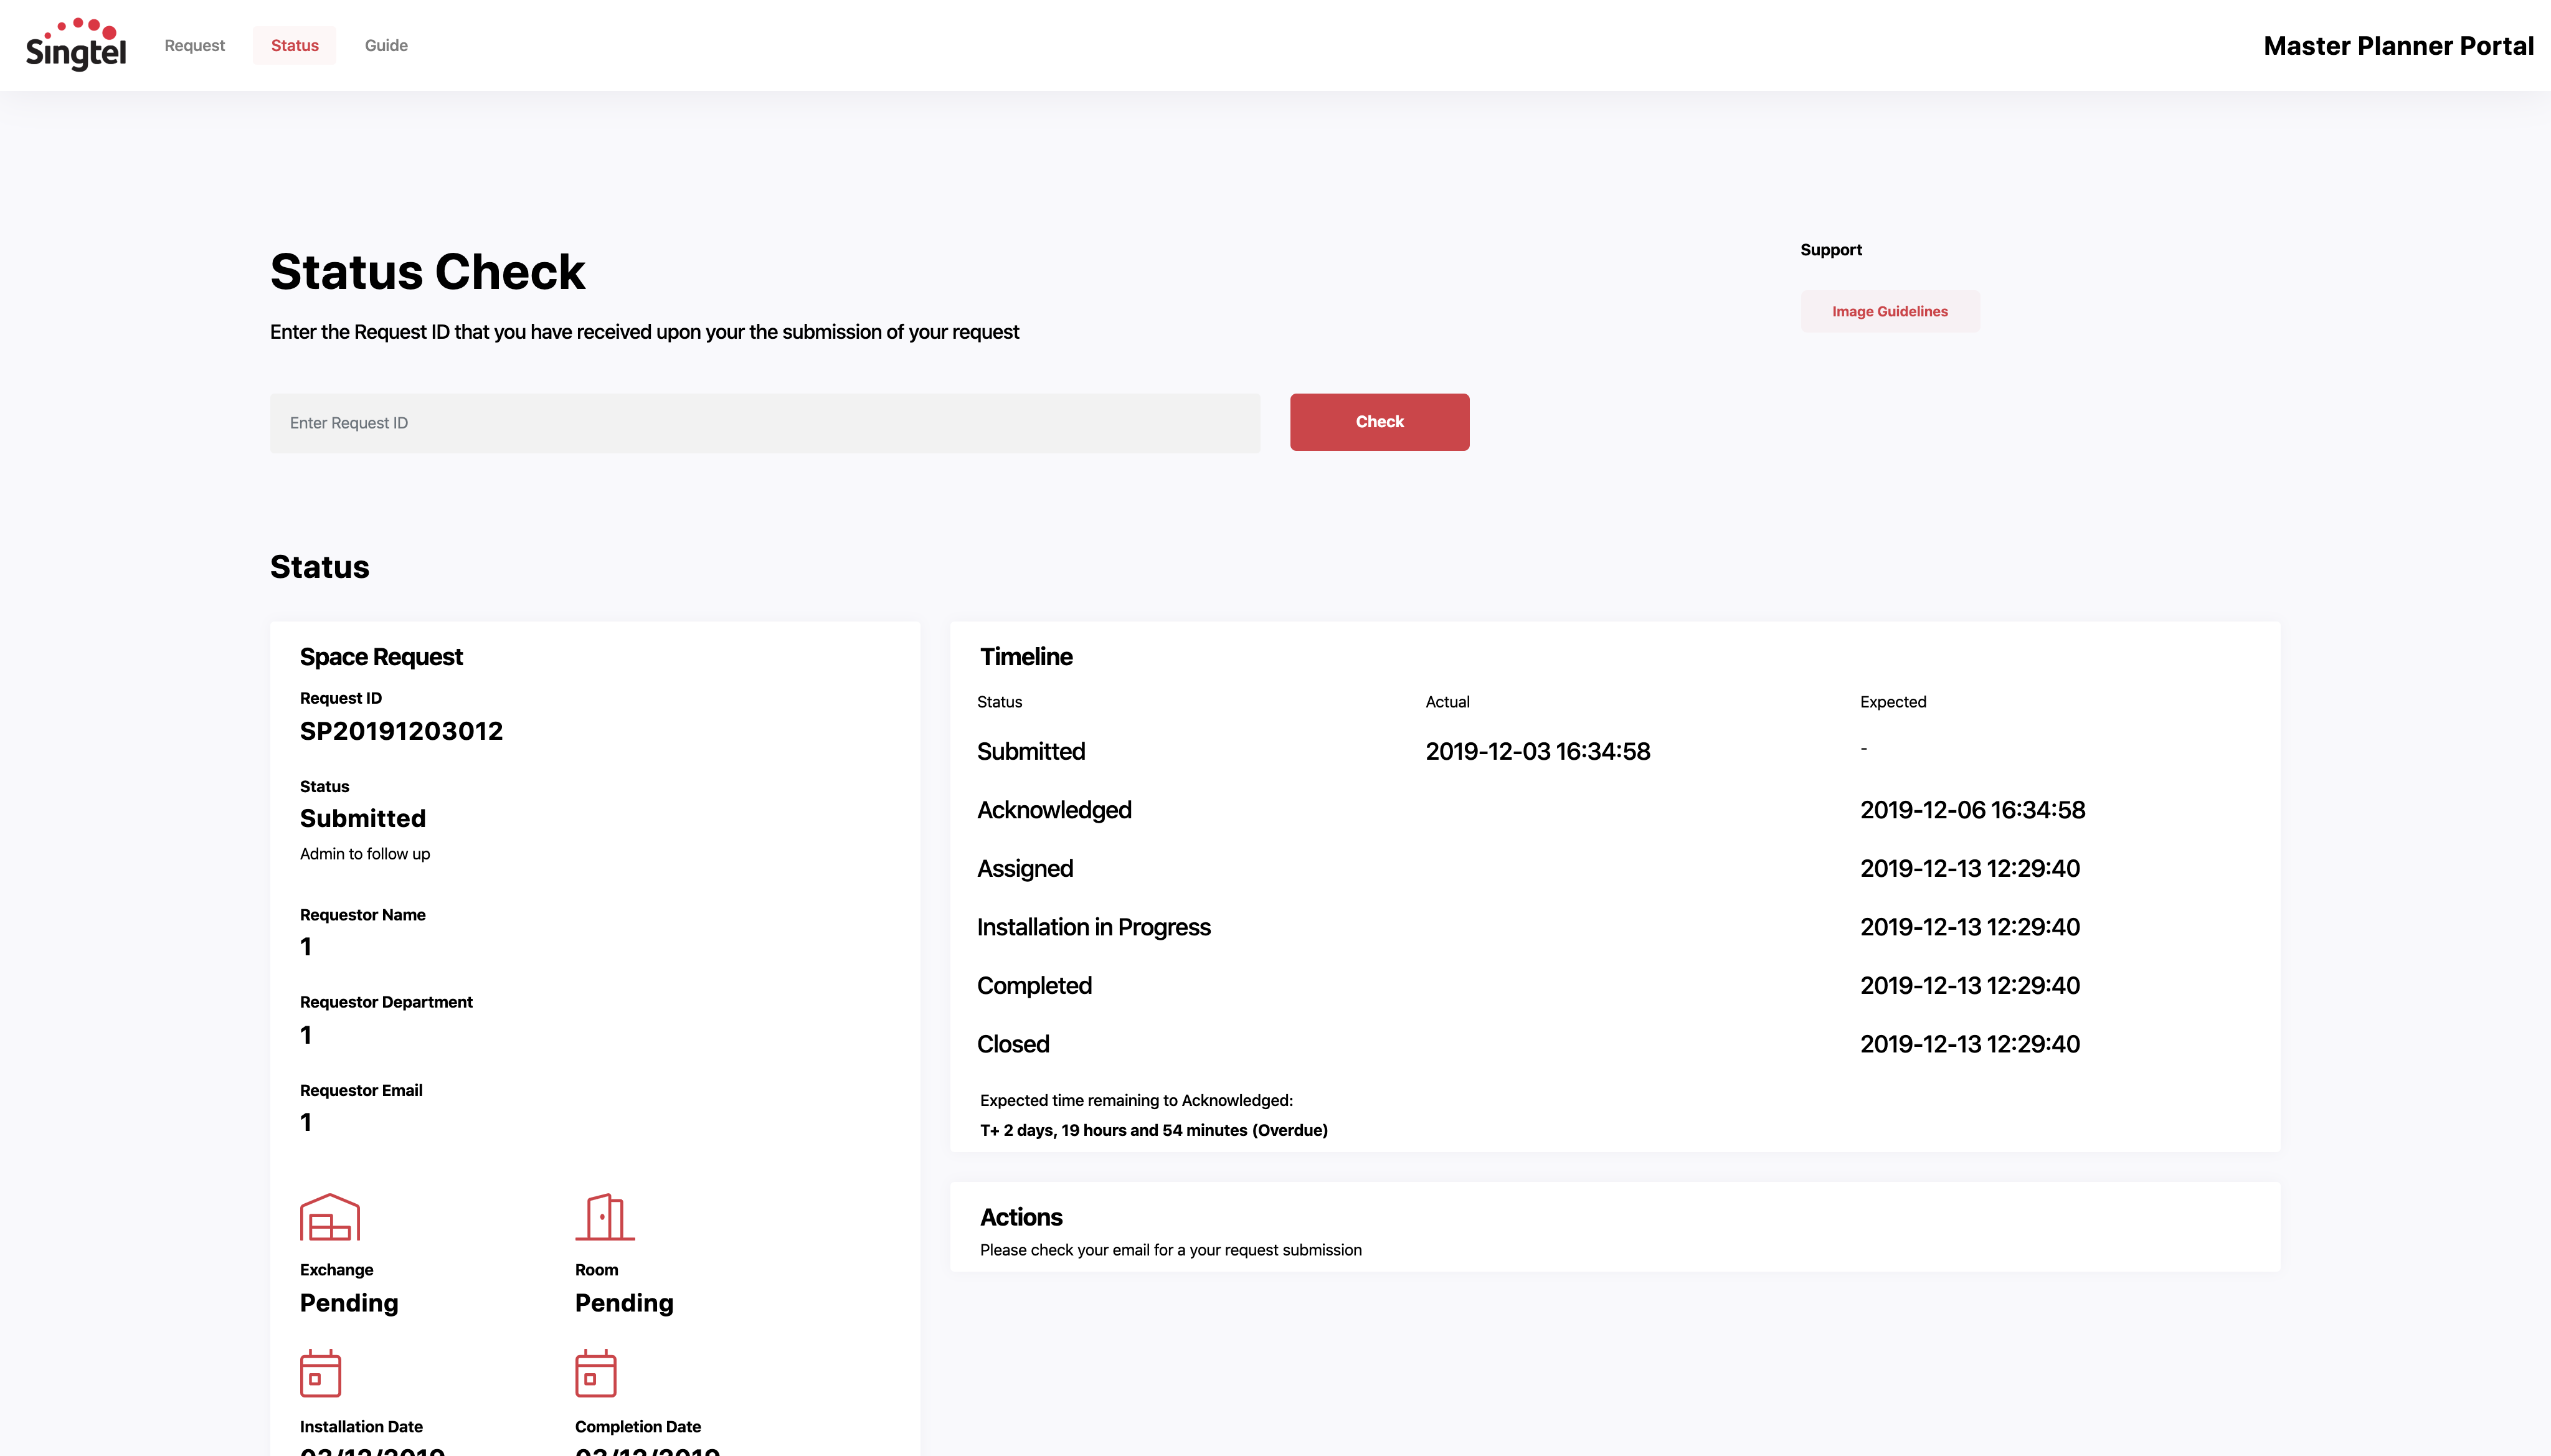 Singtel
Request
Status
Guide
Master Planner Portal
Status Check
Enter the Request ID that you have received upon your the submission of your request
Support
Image Guidelines
Enter Request ID
Check
Status
Space Request
Request ID
SP20191203012
Status
Submitted
Admin to follow up
Requestor Name
1
Requestor Department
1
Requestor Email
1
Exchange
Pending
Room
Pending
Installation Date
03/12/2019
Completion Date
03/12/2019
Timeline
Status Actual Expected
Submitted 2019-12-03 16:34:58 -
Acknowledged 2019-12-06 16:34:58
Assigned 2019-12-13 12:29:40
Installation in Progress 2019-12-13 12:29:40
Completed 2019-12-13 12:29:40
Closed 2019-12-13 12:29:40
Expected time remaining to Acknowledged:
T+ 2 days, 19 hours and 54 minutes (Overdue)
Actions
Please check your email for a your request submission